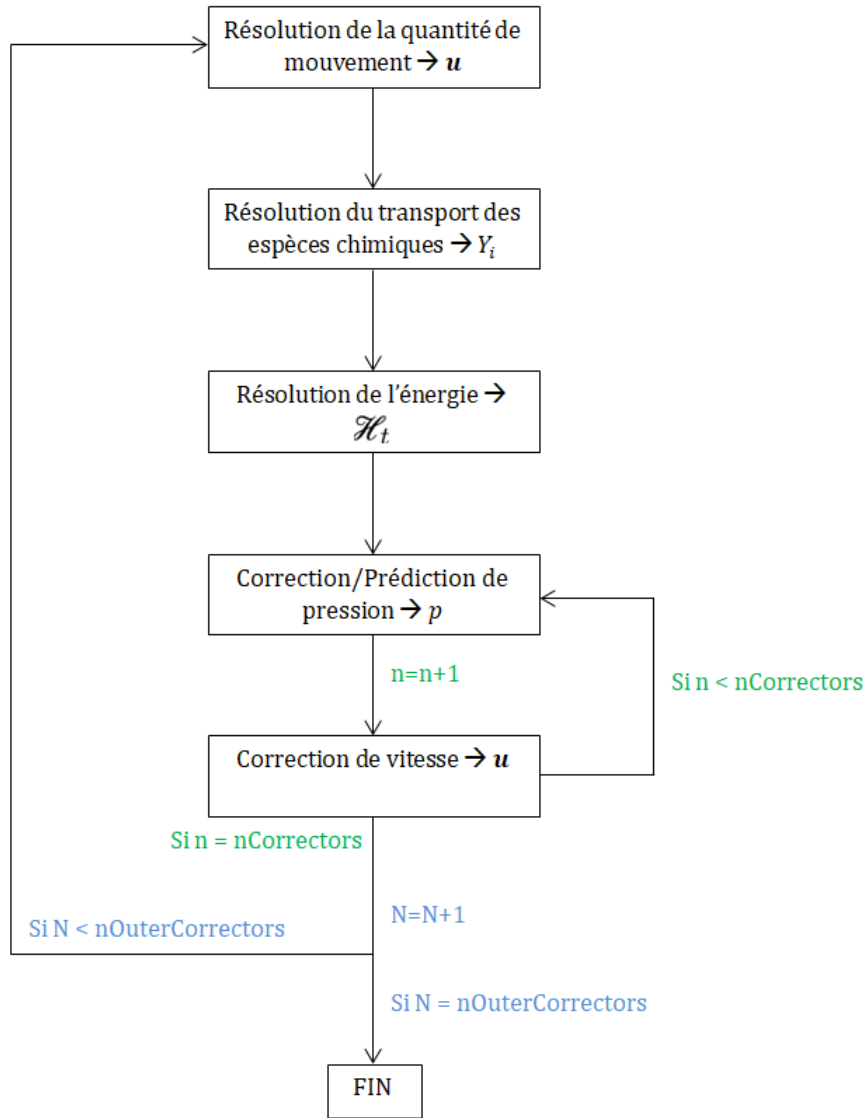 Résolution de la quantité de
mouvement → u
Résolution du transport des
espèces chimiques → Yi
Résolution de l'énergie →
ℋt
Correction/Prédiction de
pression → p
n=n+1
Si n < nCorrectors
Correction de vitesse → u
Si n = nCorrectors
N=N+1
Si N < nOuterCorrectors
Si N = nOuterCorrectors
FIN